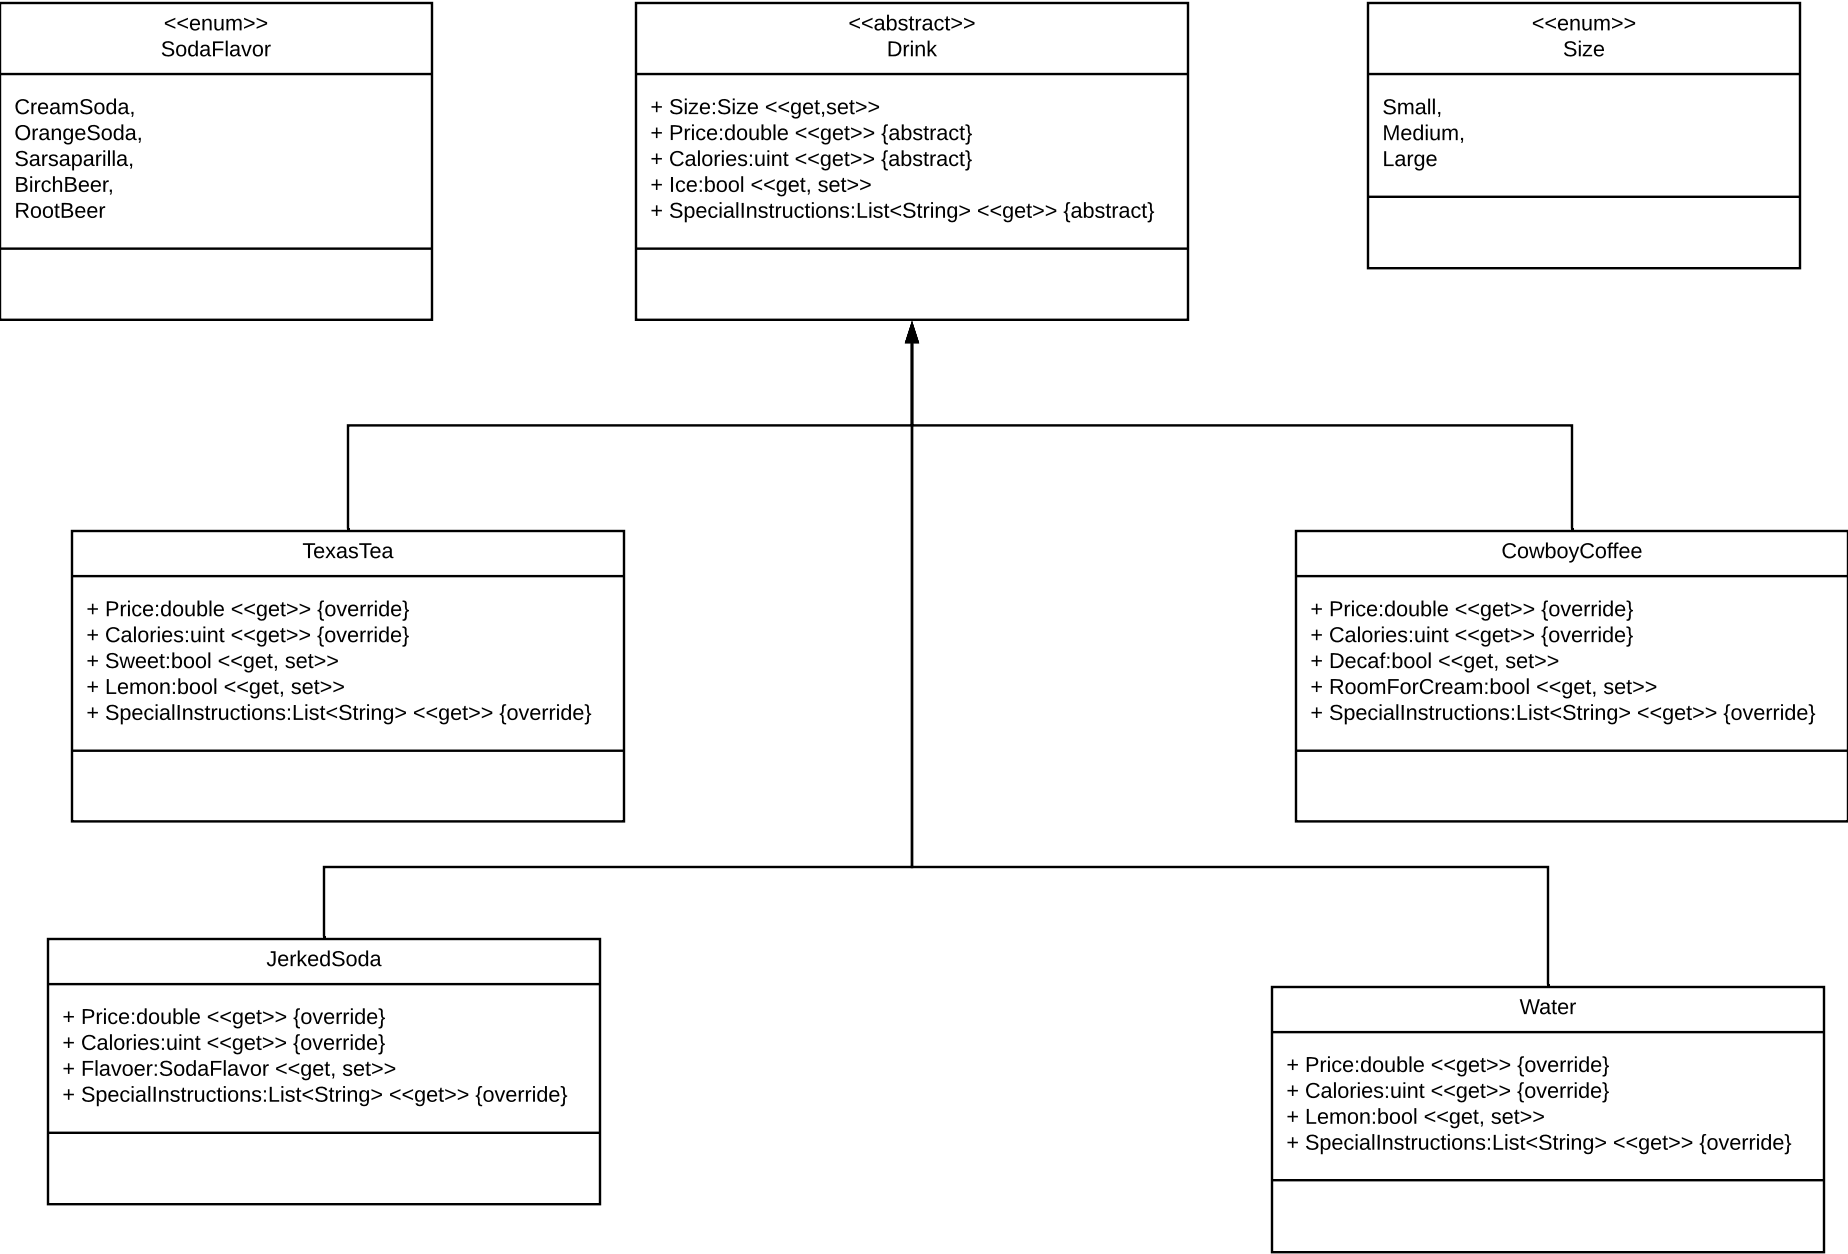 <<enum>>
SodaFlavor
CreamSoda,
OrangeSoda,
Sarsaparilla,
BirchBeer,
RootBeer
<<abstract>>
Drink
+ Size:Size <<get,set>>
+ Price:double <<get>> {abstract}
+ Calories:uint <<get>> {abstract}
+ Ice:bool <<get, set>>
+ SpecialInstructions:List<String> <<get>> {abstract}
<<enum>>
Size
Small,
Medium,
Large
TexasTea
+ Price:double <<get>> {override}
+ Calories:uint <<get>> {override}
+ Sweet:bool <<get, set>>
+ Lemon:bool <<get, set>>
+ SpecialInstructions:List<String> <<get>> {override}
CowboyCoffee
+ Price:double <<get>> {override}
+ Calories:uint <<get>> {override}
+ Decaf:bool <<get, set>>
+ RoomForCream:bool <<get, set>>
+ SpecialInstructions:List<String> <<get>> {override}
JerkedSoda
+ Price:double <<get>> {override}
+ Calories:uint <<get>> {override}
+ Flavoer:SodaFlavor <<get, set>>
+ SpecialInstructions:List<String> <<get>> {override}
Water
+ Price:double <<get>> {override}
+ Calories:uint <<get>> {override}
+ Lemon:bool <<get, set>>
+ SpecialInstructions:List<String> <<get>> {override}